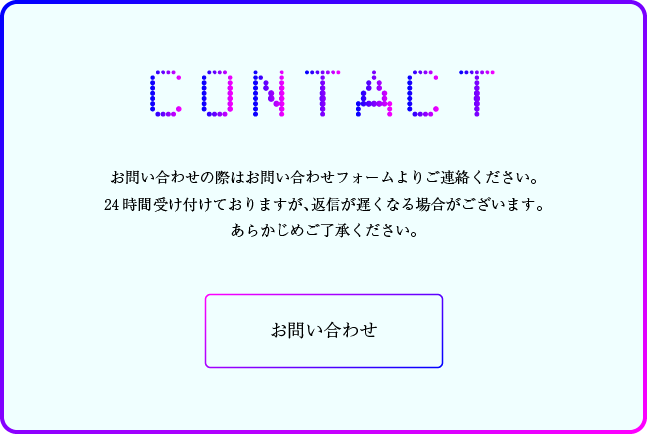 CONTACT
お問い合わせの際はお問い合わせフォームよりご連絡ください。
24時間受け付けておりますが、返信が遅くなる場合がございます。
あらかじめご了承ください。
お問い合わせ